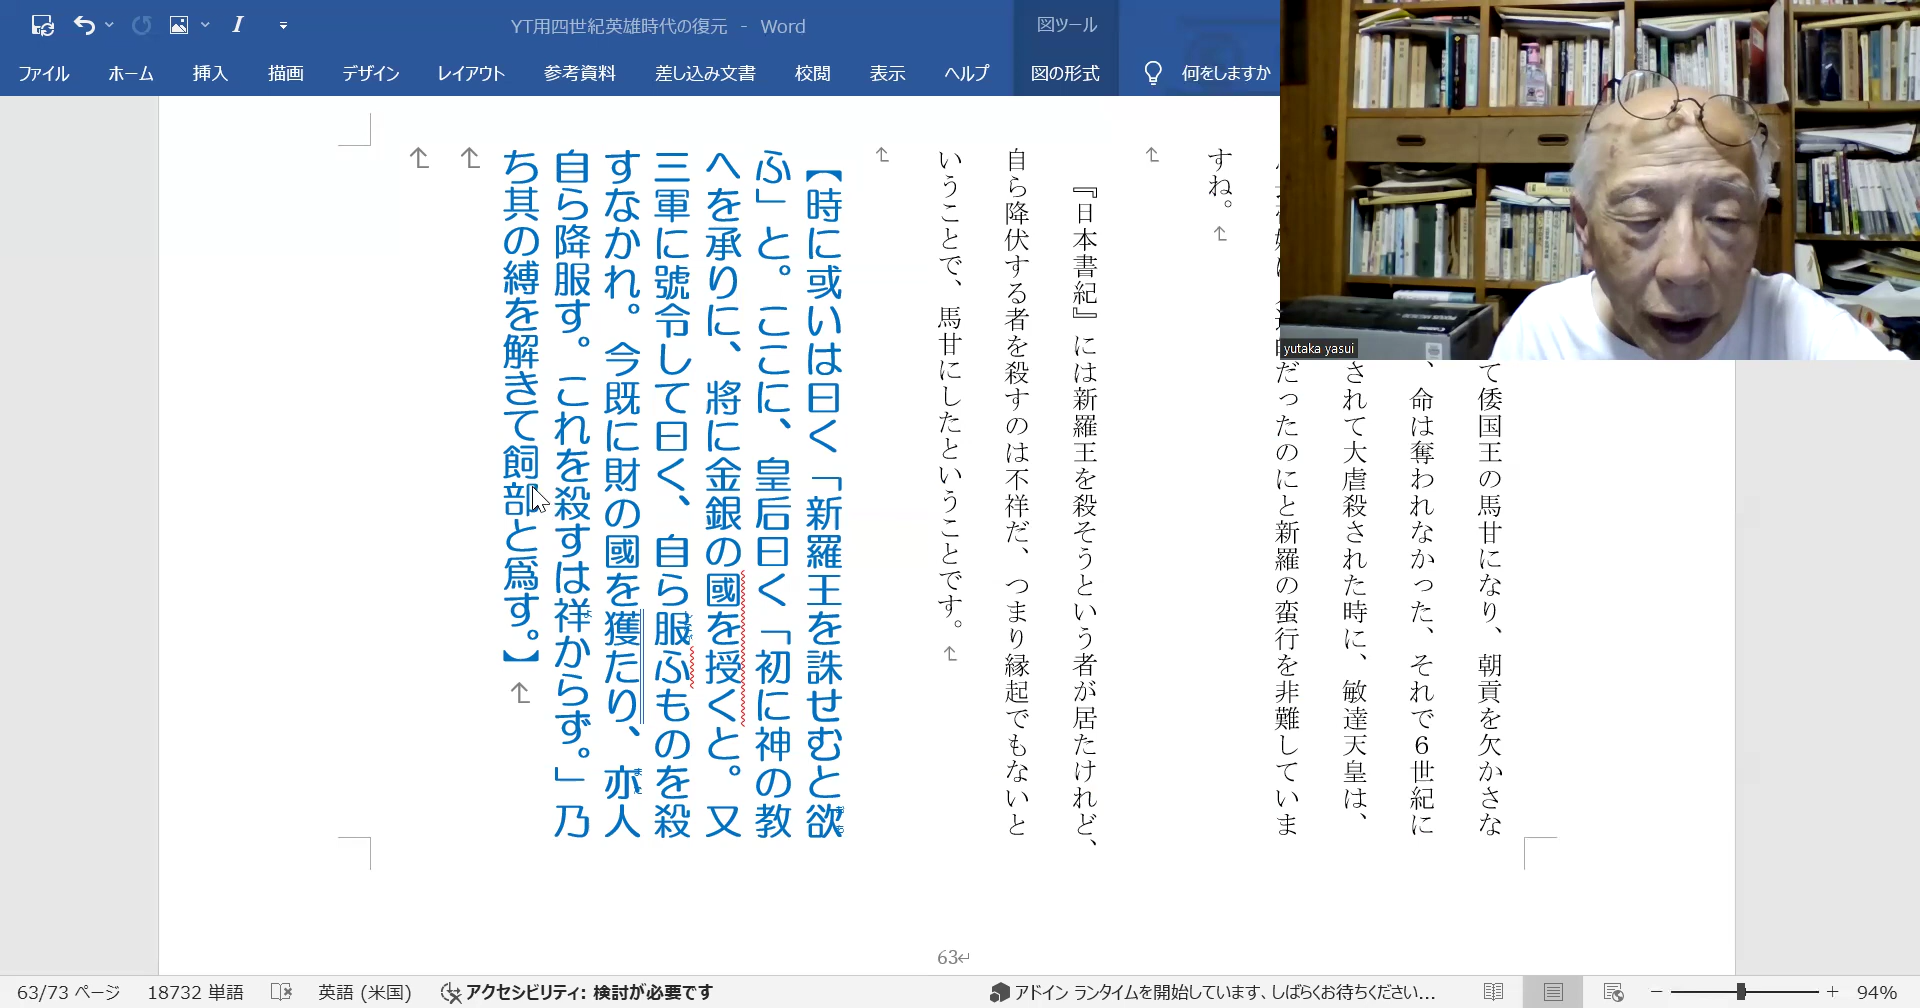 YT用四世紀英雄時代の復元 - Word
図ツール
ファイル ホーム 挿入 描画 デザイン レイアウト 参考資料 差し込み文書 校閲 表示 ヘルプ 図の形式 何をしますか
yutaka yasui
て倭国王の馬甘になり、朝貢を欠かさな
、命は奪われなかった、それで6世紀に
されて大虐殺された時に、敏達天皇は、
だったのにと新羅の蛮行を非難していま
すね。
『日本書紀』には新羅王を殺そうという者が居たけれど、
自ら降伏する者を殺すのは不祥だ、つまり縁起でもないと
いうことで、馬甘にしたということです。
【時に或いは曰く「新羅王を誅せむと欲
ふ」と。ここに、皇后曰く「初に神の教
へを承りに、將に金銀の國を授くと。又
三軍に號令して曰く、自ら服ふものを殺
すなかれ。今既に財の國を獲たり、亦人
自ら降服す。これを殺すは祥からず。」乃
ち其の縛を解きて飼部と爲す。】
63
63/73 ページ 18732 単語 英語 (米国) アクセシビリティ: 検討が必要です アドイン ランタイムを開始しています、しばらくお待ちください... 94%